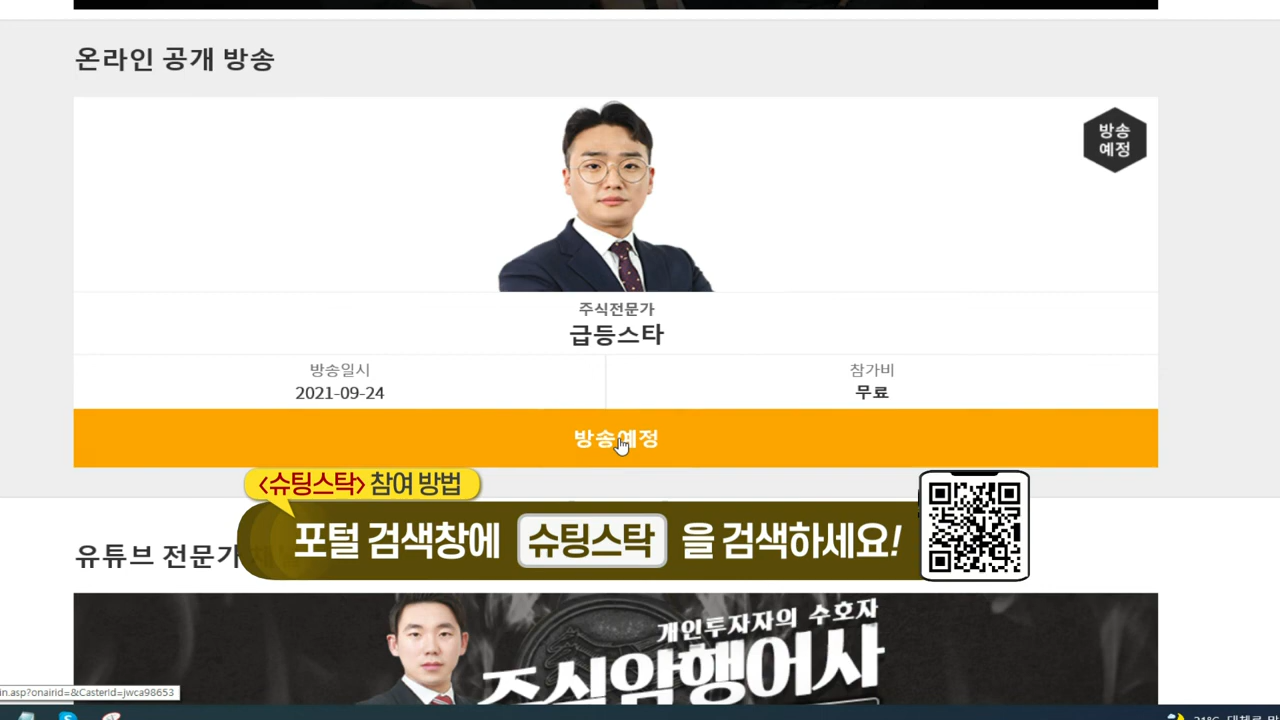 온라인 공개 방송
방송
예정
주식전문가
급등스타
방송일시
2021-09-24
참가비
무료
방송예정
<슈팅스탁> 참여 방법
포털 검색창에 슈팅스탁 을 검색하세요!
유튜브 전문가
개인투자자의 수호자
주식암행어사
in.asp?onairid=&CasterId=jwca98653